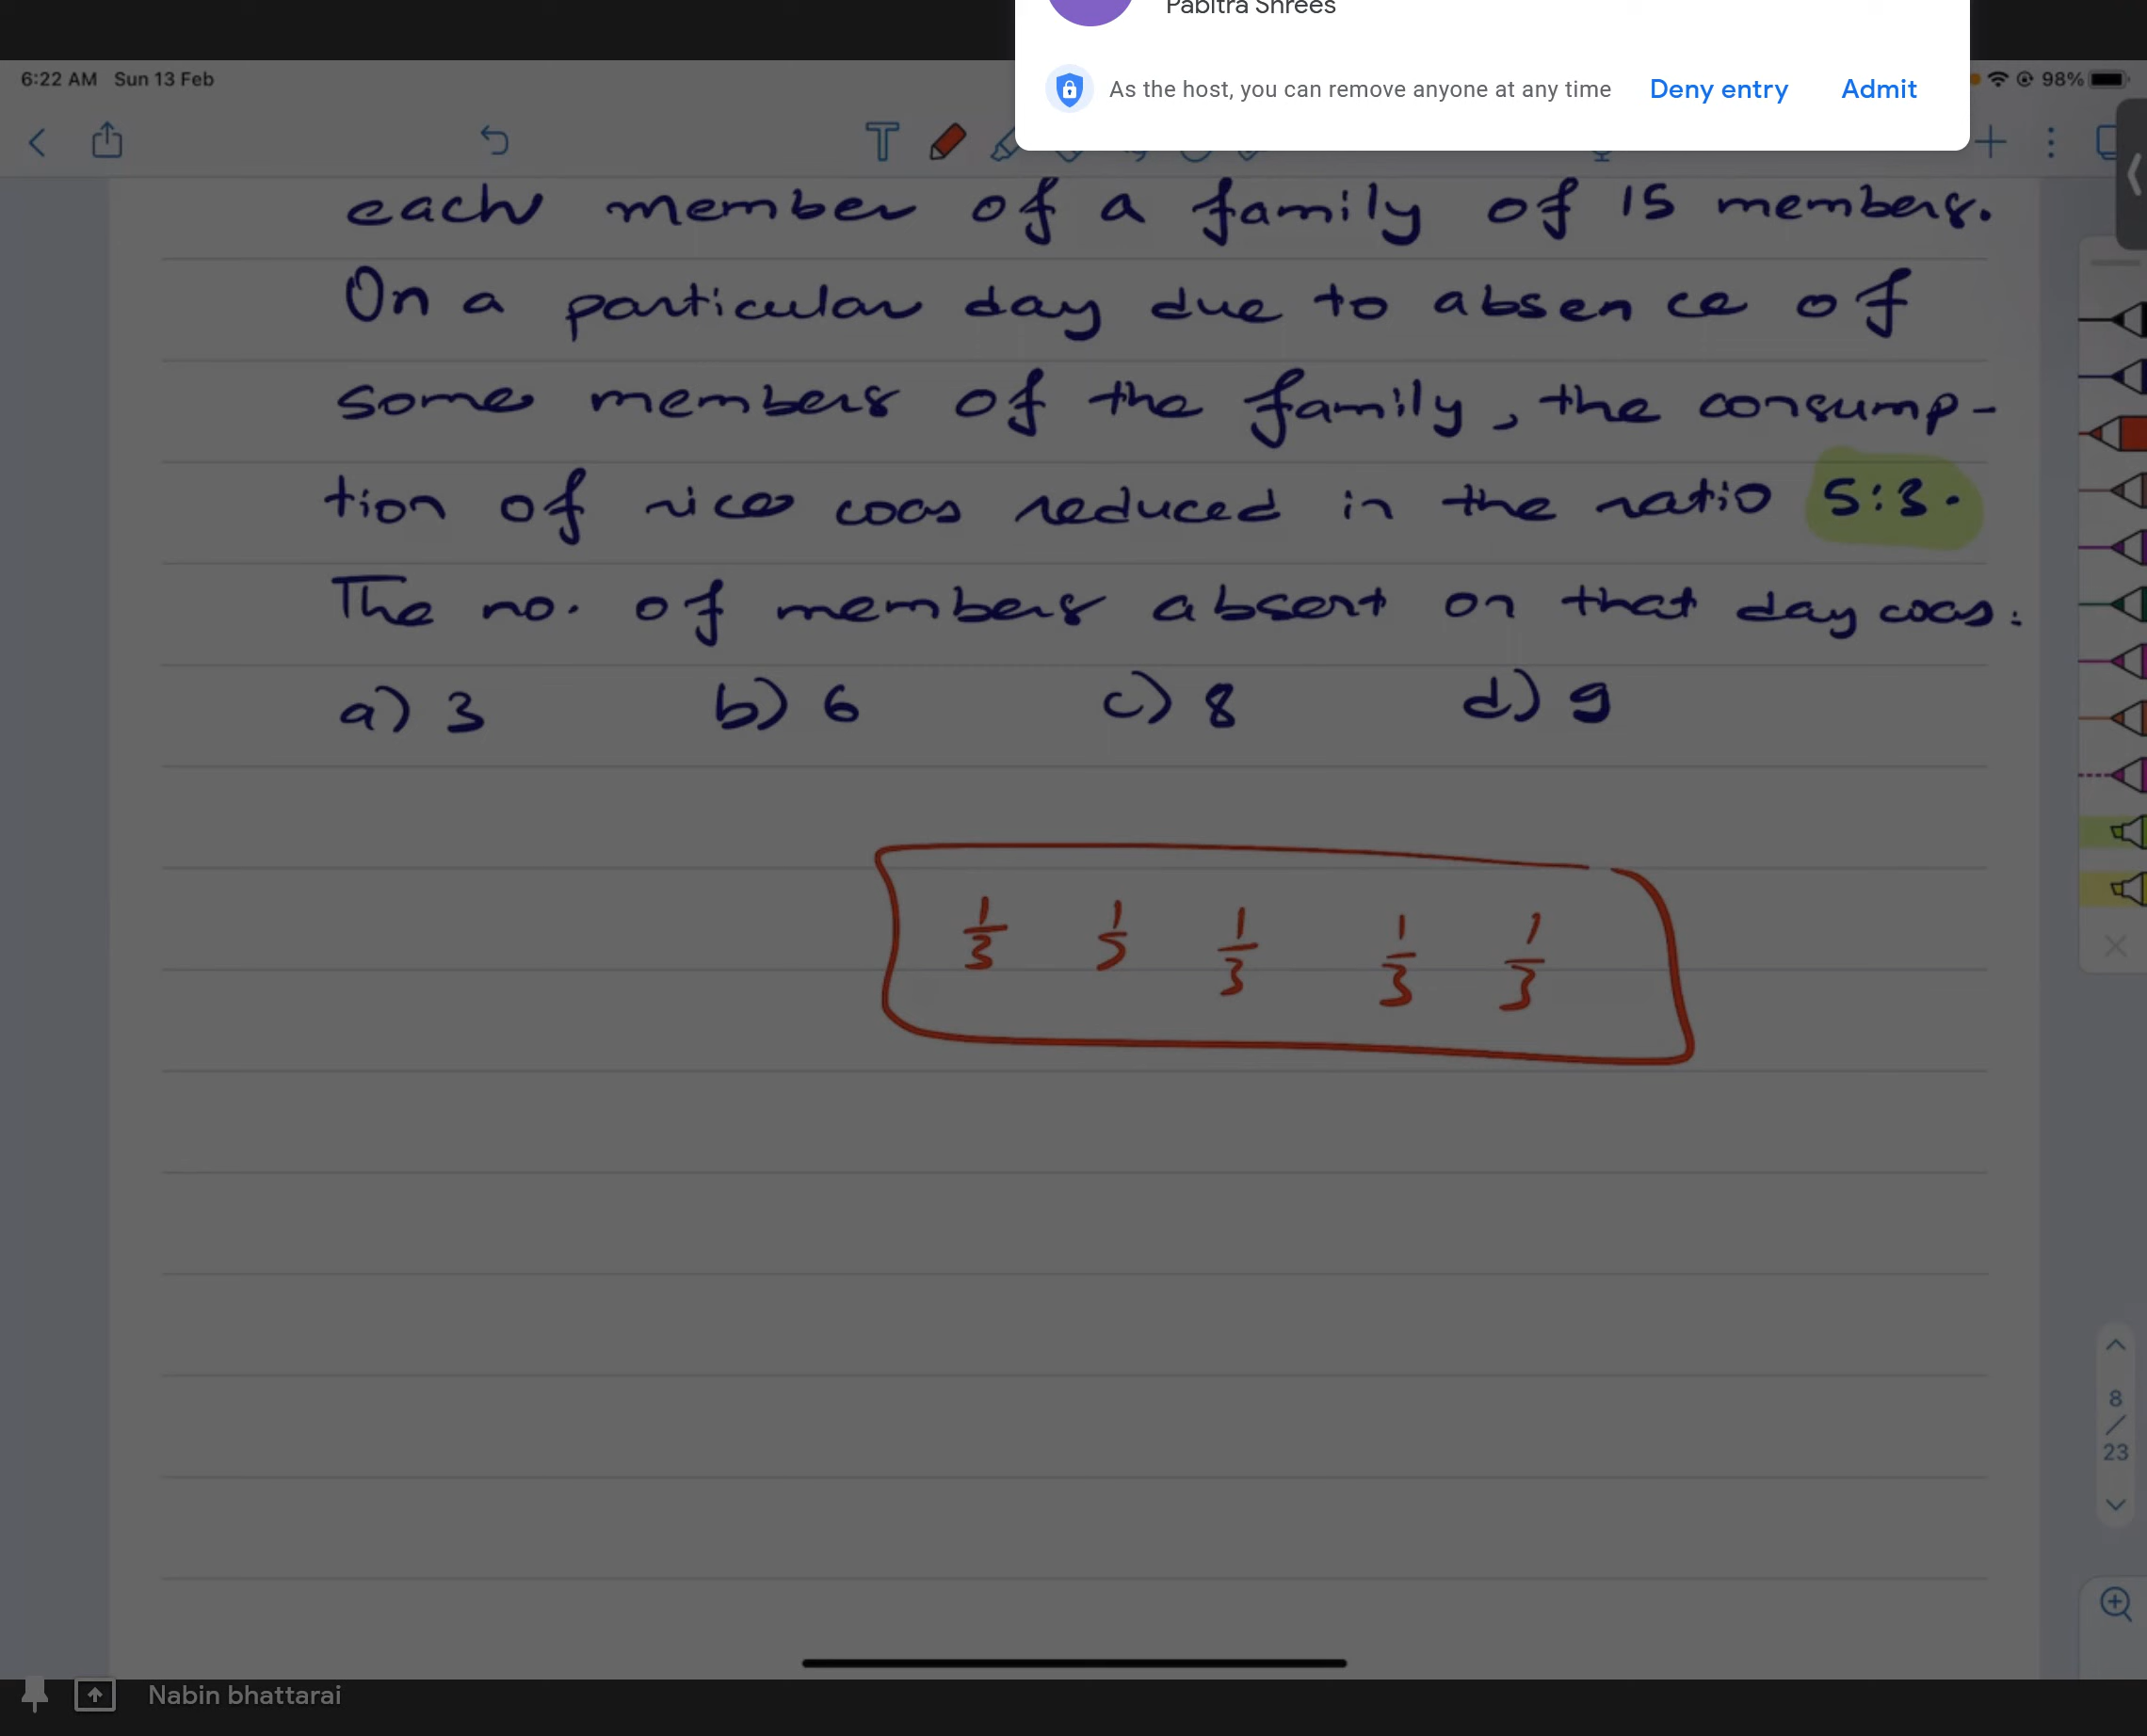 Pabitra Shrees
As the host, you can remove anyone at any time Deny entry Admit
6:22 AM Sun 13 Feb 98%
T
each member of a family of 15 members.
On a particular day due to absence of
some members of the family, the consump-
tion of rice was reduced in the ratio 5:3.
The no. of members absent on that day was:
a) 3 b) 6 c) 8 d) 9
1/3 1/3 1/3 1/3 1/3
8
/
23
Nabin bhattarai